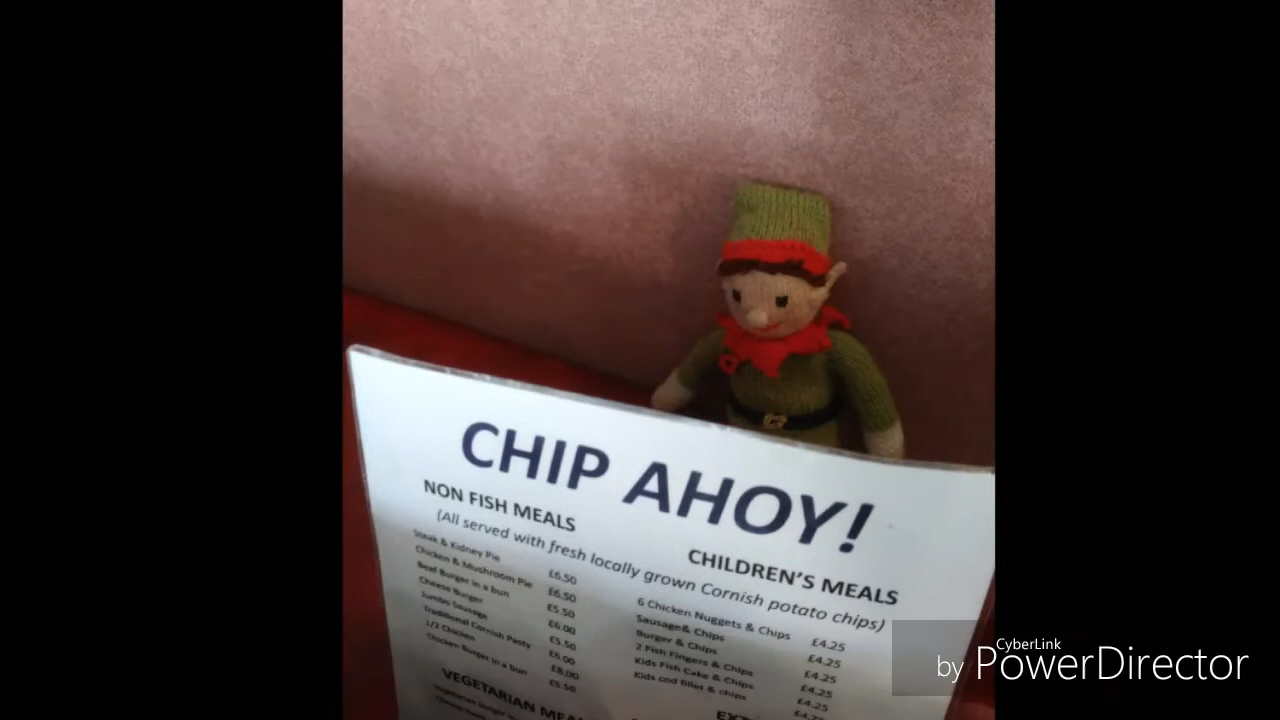 CHIP AHOY!
NON FISH MEALS
(All served with fresh locally grown Cornish potato chips)
Steak & Kidney Pie £6.50
Chicken & Mushroom Pie £6.50
Beef Burger in a bun £5.50
Cheese Burger £6.00
Jumbo Sausage £5.50
Traditional Cornish Pasty £6.00
1/2 Chicken £8.00
Chicken Burger in a bun £5.50
VEGETARIAN
CHILDREN'S MEALS
6 Chicken Nuggets & Chips £4.25
Sausage& Chips £4.25
Burger & Chips £4.25
2 Fish Fingers & Chips £4.25
Kids Fish Cake & Chips £4.25
Kids cod fillet & chips
CyberLink
by PowerDirector